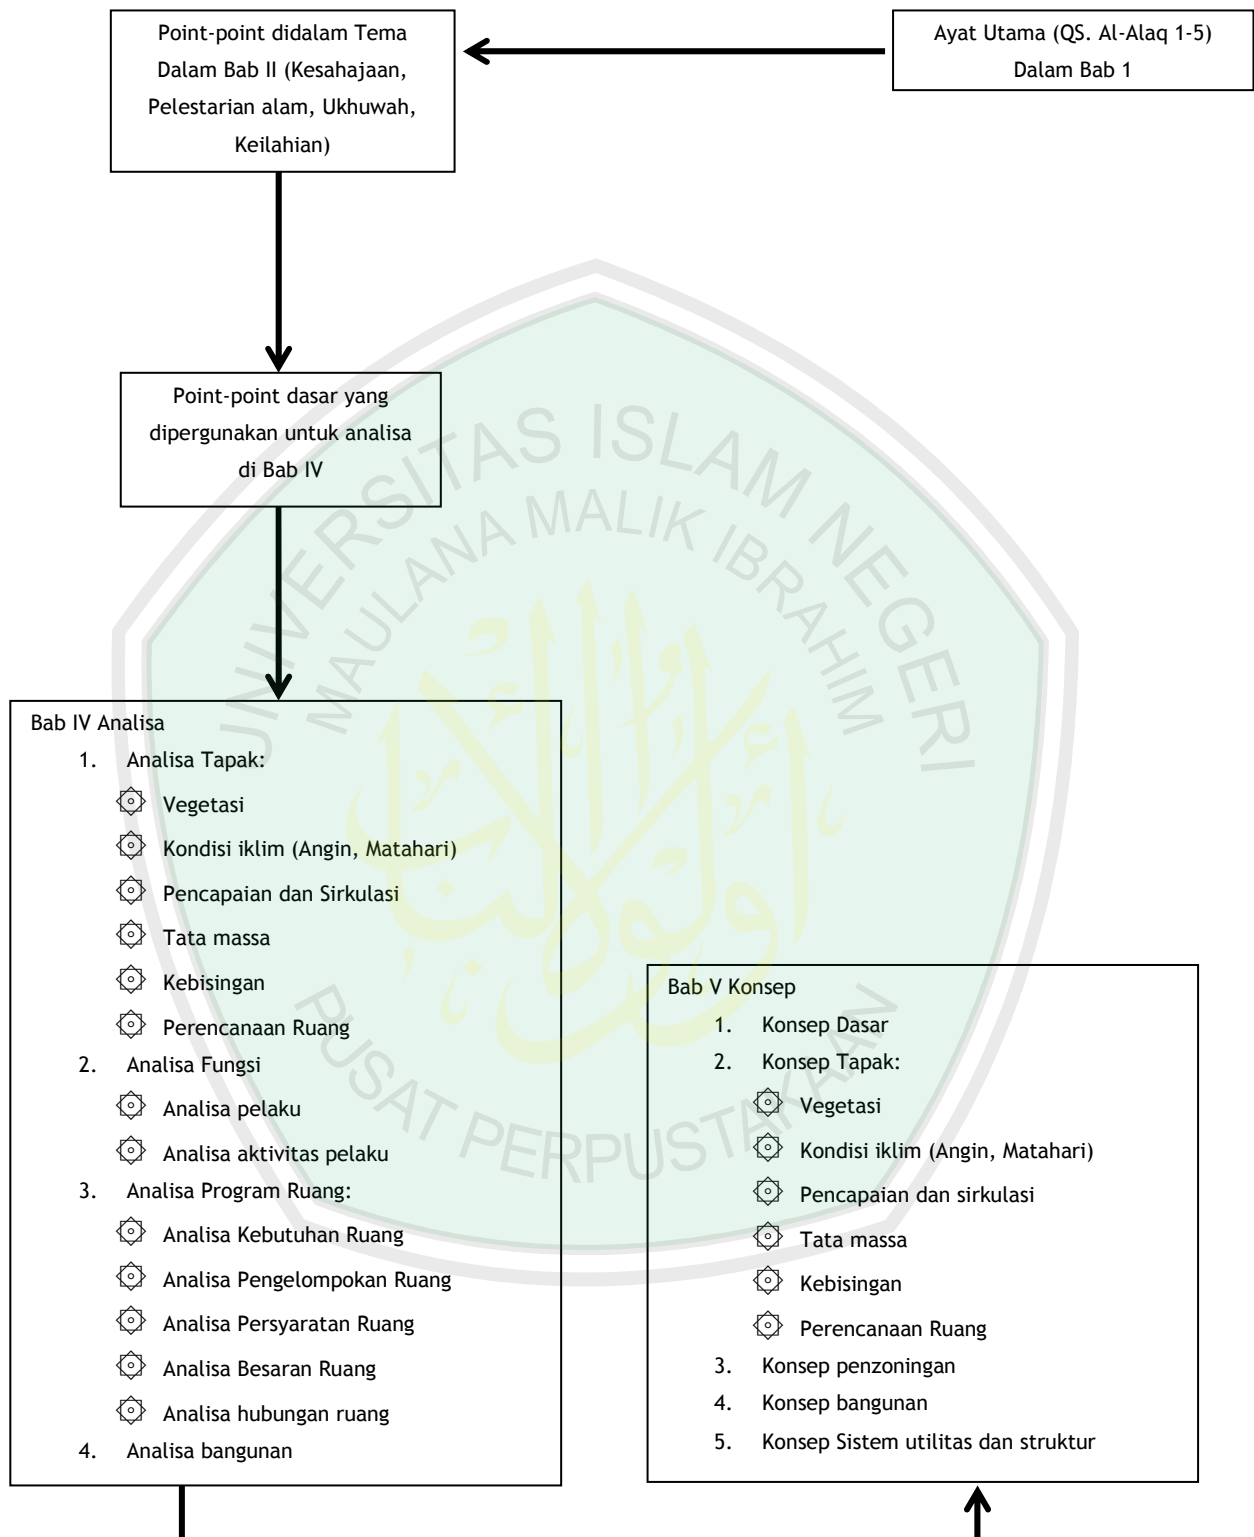 Point-point didalam Tema
Dalam Bab II (Kesahajaan,
Pelestarian alam, Ukhuwah,
Keilahian)
Ayat Utama (QS. Al-Alaq 1-5)
Dalam Bab 1
Point-point dasar yang
dipergunakan untuk analisa
di Bab IV
UNIVERSITAS ISLAM NEGERI
MAULANA MALIK IBRAHIM
PUSAT PERPUSTAKAAN
Bab IV Analisa
1. Analisa Tapak:
Vegetasi
Kondisi iklim (Angin, Matahari)
Pencapaian dan Sirkulasi
Tata massa
Kebisingan
Perencanaan Ruang
2. Analisa Fungsi
Analisa pelaku
Analisa aktivitas pelaku
3. Analisa Program Ruang:
Analisa Kebutuhan Ruang
Analisa Pengelompokan Ruang
Analisa Persyaratan Ruang
Analisa Besaran Ruang
Analisa hubungan ruang
4. Analisa bangunan
Bab V Konsep
1. Konsep Dasar
2. Konsep Tapak:
Vegetasi
Kondisi iklim (Angin, Matahari)
Pencapaian dan sirkulasi
Tata massa
Kebisingan
Perencanaan Ruang
3. Konsep penzoningan
4. Konsep bangunan
5. Konsep Sistem utilitas dan struktur